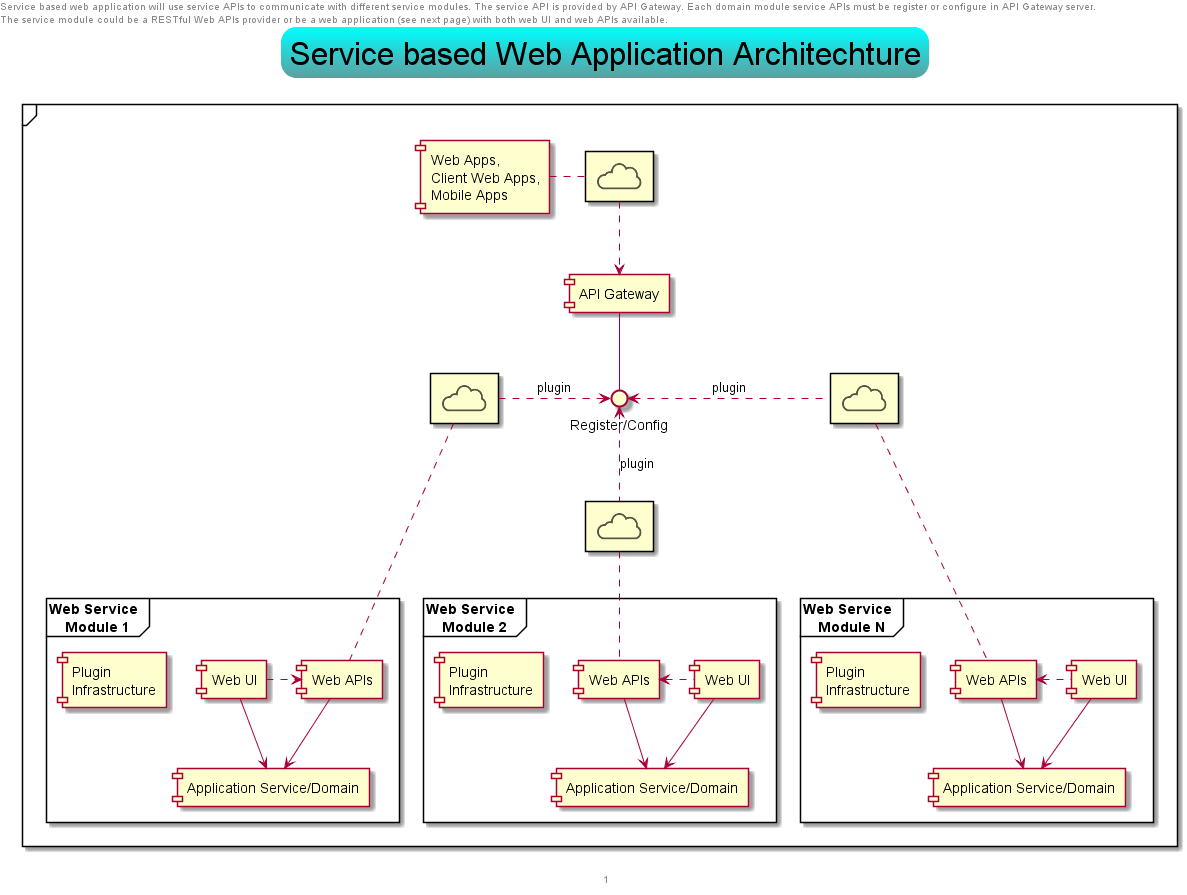 Service based web application will use service APIs to communicate with different service modules. The service API is provided by API Gateway. Each domain module service APIs must be register or configure in API Gateway server.
The service module could be a RESTful Web APIs provider or be a web application (see next page) with both web UI and web APIs available.
Service based Web Application Architechture
Web Apps,
Client Web Apps,
Mobile Apps
API Gateway
plugin
plugin
Register/Config
plugin
Web Service
Module 1
Plugin
Infrastructure
Web UI
Web APIs
Application Service/Domain
Web Service
Module 2
Plugin
Infrastructure
Web APIs
Web UI
Application Service/Domain
Web Service
Module N
Plugin
Infrastructure
Web APIs
Web UI
Application Service/Domain
1